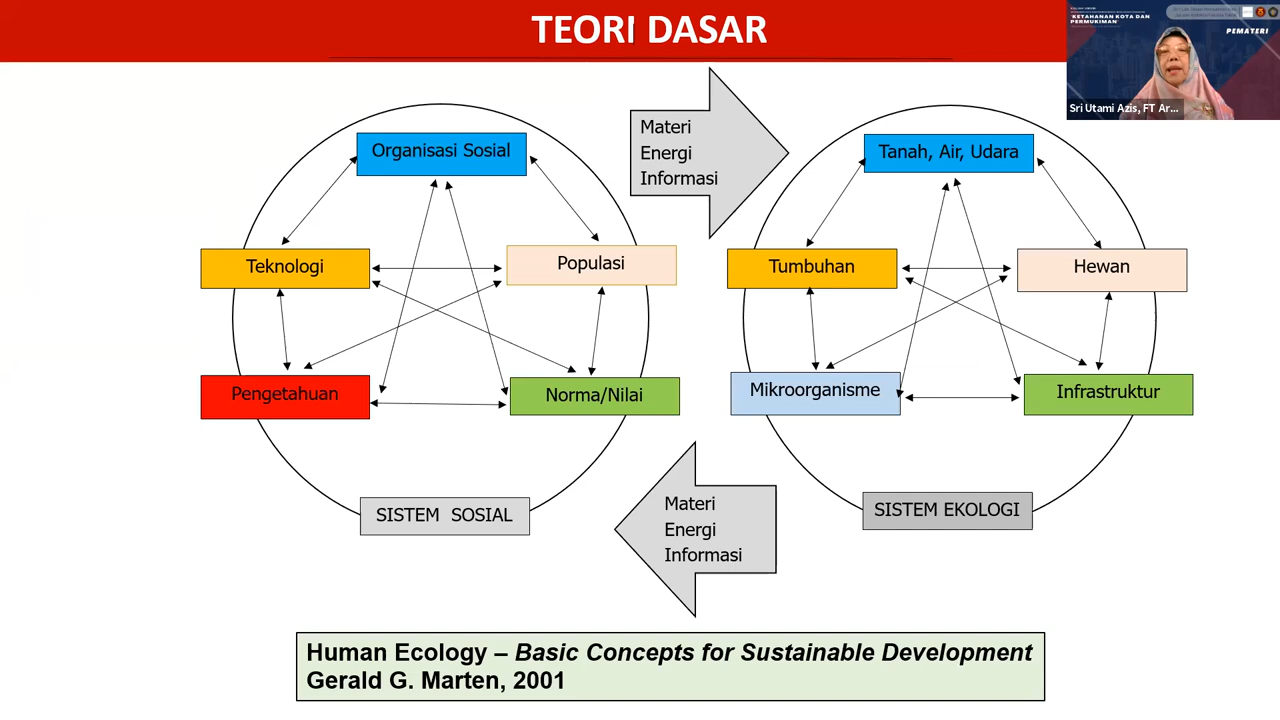 TEORI DASAR
"KETAHANAN KOTA DAN
PERMUKIMAN"
PEMATERI
Sri Utami Azis, FT Ar...
Materi
Energi
Informasi
Organisasi Sosial
Teknologi
Populasi
Pengetahuan
Norma/Nilai
SISTEM SOSIAL
Tanah, Air, Udara
Tumbuhan
Hewan
Mikroorganisme
Infrastruktur
SISTEM EKOLOGI
Materi
Energi
Informasi
Human Ecology – Basic Concepts for Sustainable Development
Gerald G. Marten, 2001